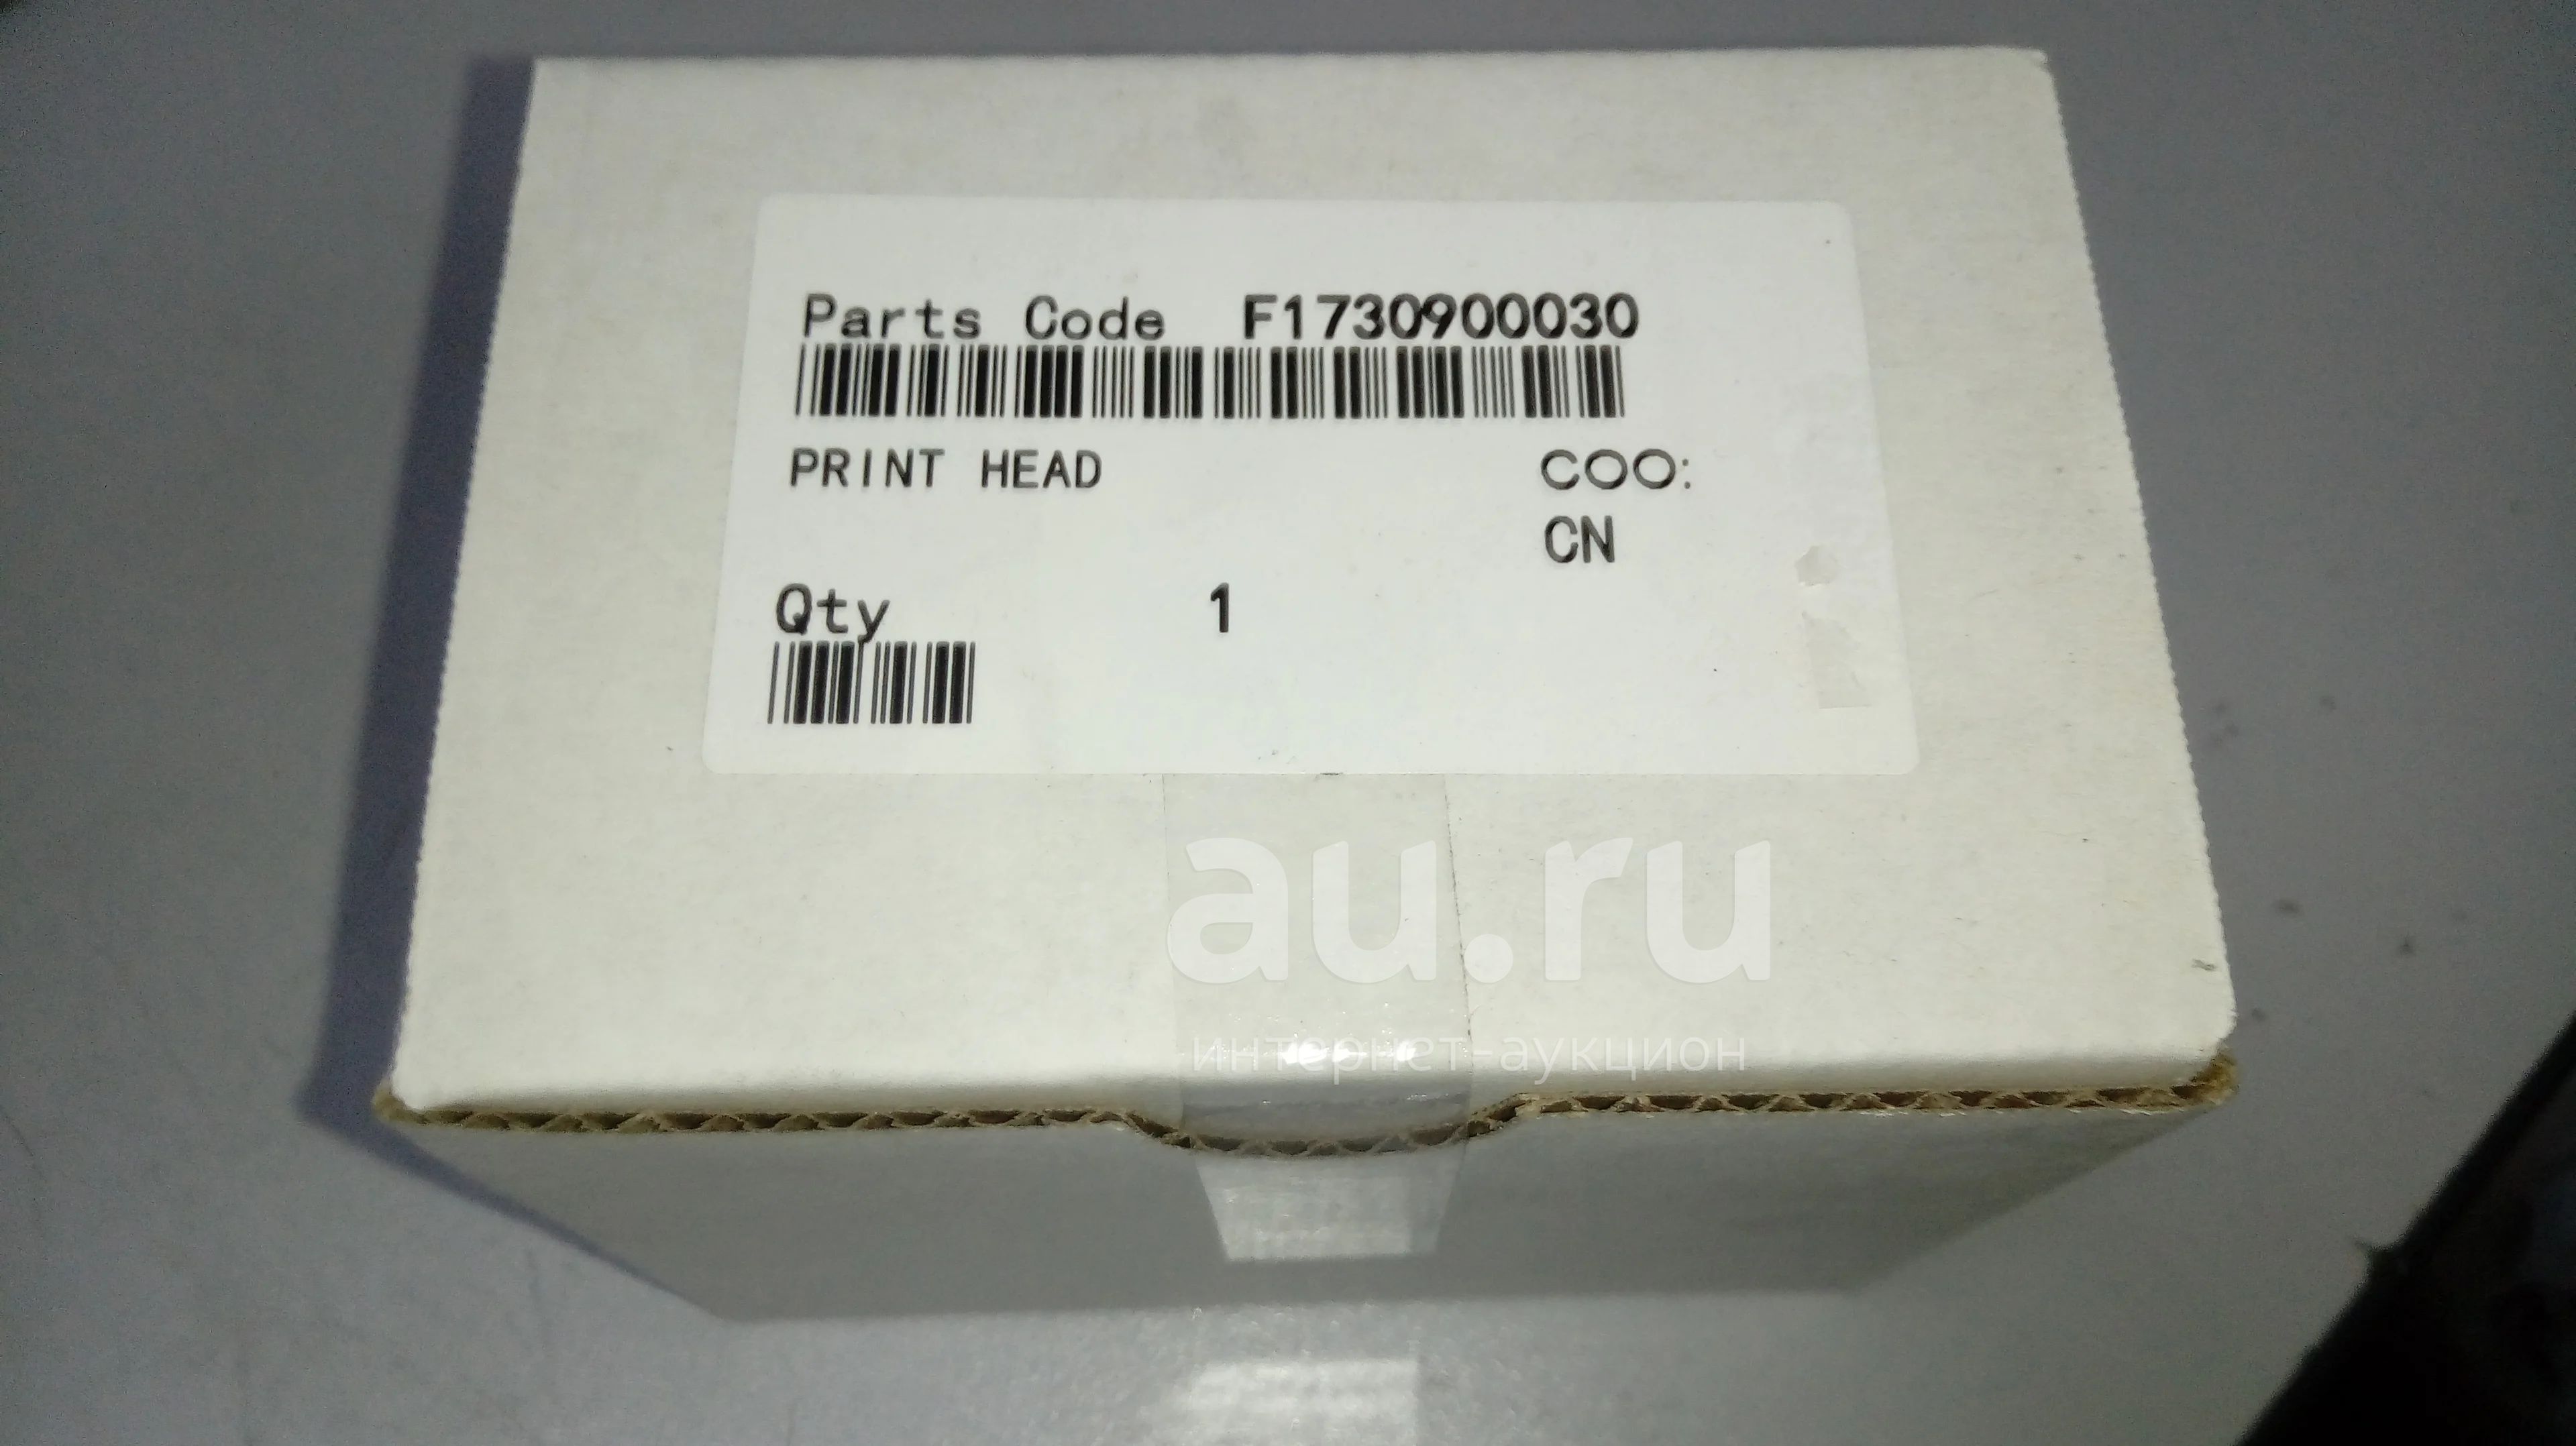 Parts Code F1730900030
PRINT HEAD COO:
CN
Qty 1
au.ru
интернет-аукцион